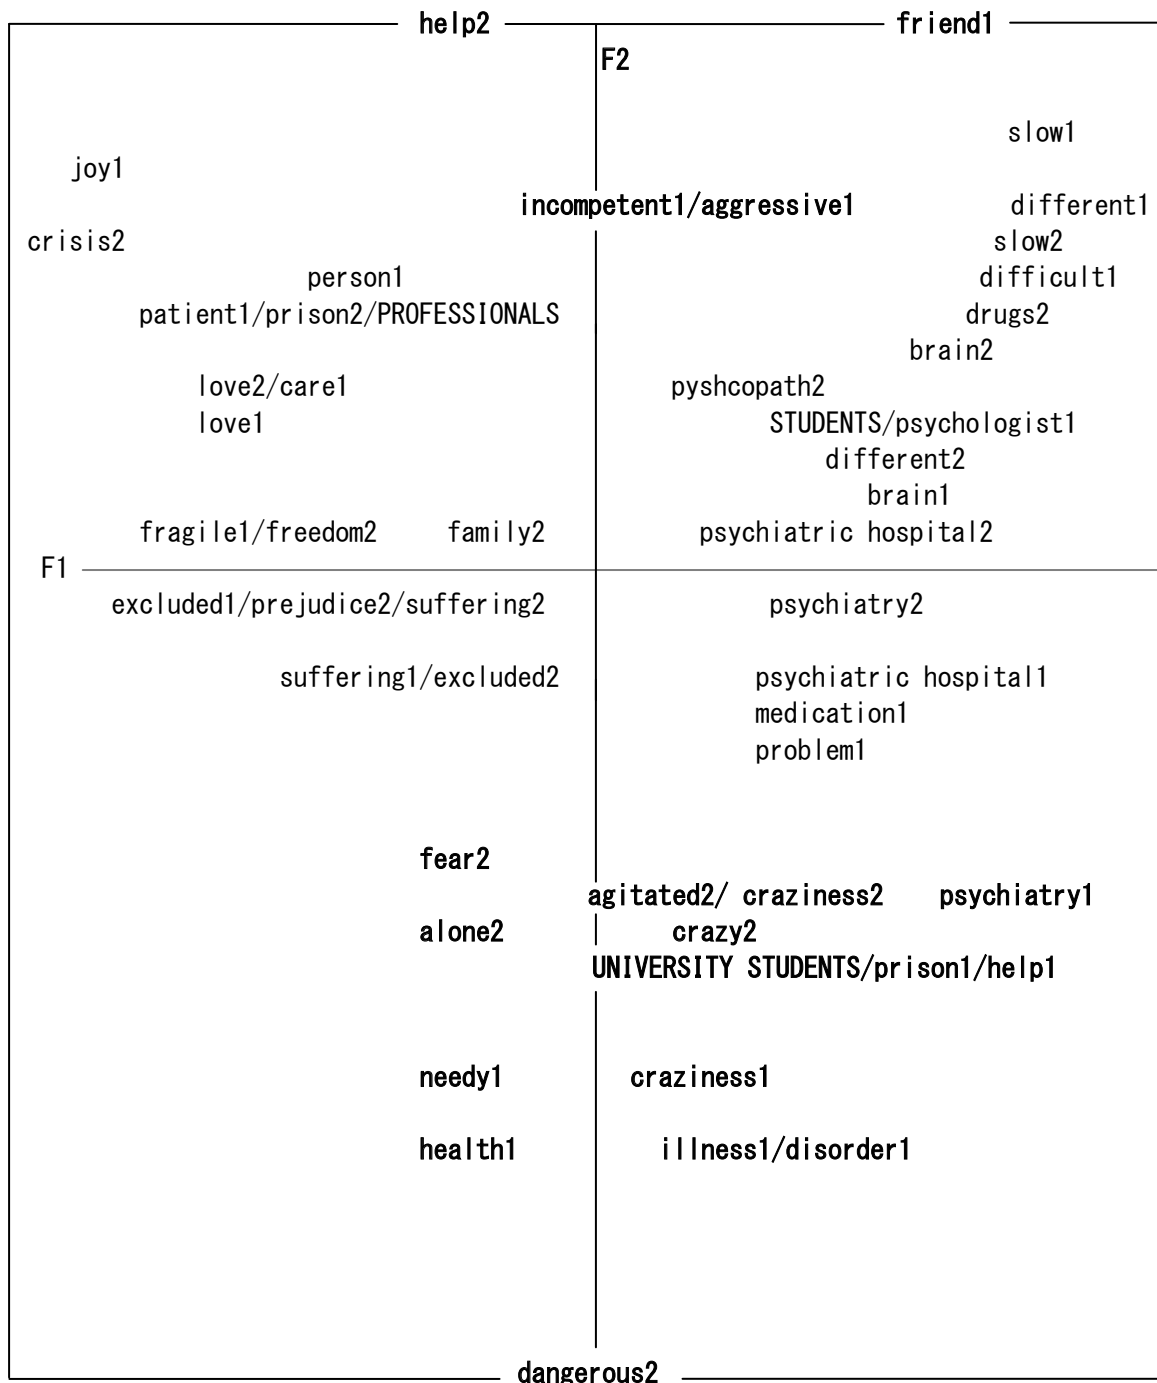 help2 friend1
F2
slow1
joy1
incompetent1/aggressive1 different1
crisis2 slow2
person1 difficult1
patient1/prison2/PROFESSIONALS drugs2
brain2
love2/care1 pyshcopath2
love1 STUDENTS/psychologist1
different2
brain1
fragile1/freedom2 family2 psychiatric hospital2
F1
excluded1/prejudice2/suffering2 psychiatry2
suffering1/excluded2 psychiatric hospital1
medication1
problem1
fear2
agitated2/ craziness2 psychiatry1
alone2 crazy2
UNIVERSITY STUDENTS/prison1/help1
needy1 craziness1
health1 illness1/disorder1
dangerous2